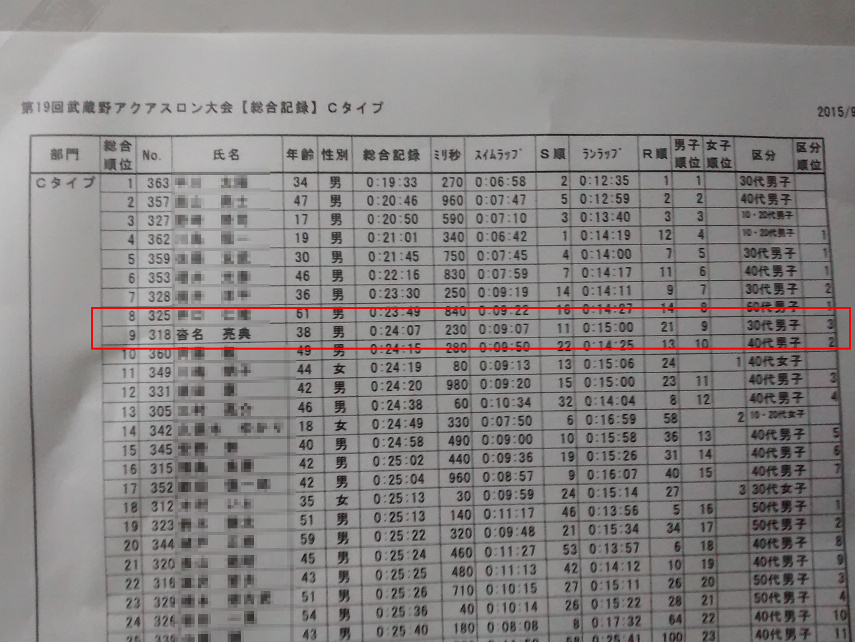 第19回武蔵野アクアスロン大会【総合記録】Cタイプ
2015/9
部門 総合順位 No. 氏名 年齢 性別 総合記録 ミリ秒 スイムラップ S順 ランラップ R順 男子順位 女子順位 区分 区分順位
Cタイプ 1 363 34 男 0:19:33 270 0:06:58 2 0:12:35 1 1 30代男子
2 357 47 男 0:20:46 960 0:07:47 5 0:12:59 2 2 40代男子
3 327 17 男 0:20:50 590 0:07:10 3 0:13:40 3 3 10-20代男子
4 362 19 男 0:21:01 340 0:06:42 1 0:14:19 12 4 10-20代男子 1
5 359 30 男 0:21:45 750 0:07:45 4 0:14:00 7 5 30代男子 1
6 353 46 男 0:22:16 830 0:07:59 7 0:14:17 11 6 40代男子 1
7 328 36 男 0:23:30 250 0:09:19 14 0:14:11 9 7 30代男子 2
8 325 男 0:23:49 840 0:09:22 16 0:14:27 14 8 50代男子 1
9 318 沓名 亮典 38 男 0:24:07 230 0:09:07 11 0:15:00 21 9 30代男子 3
10 360 49 男 0:24:15 280 0:09:50 22 0:14:25 13 10 40代男子 2
11 349 44 女 0:24:19 80 0:09:13 13 0:15:06 24 1 40代女子
12 331 42 男 0:24:20 980 0:09:20 15 0:15:00 23 11 40代男子 3
13 305 46 男 0:24:38 60 0:10:34 32 0:14:04 8 12 40代男子 4
14 342 18 女 0:24:49 330 0:07:50 6 0:16:59 58 2 10-20代女子
15 345 40 男 0:24:58 490 0:09:00 10 0:15:58 36 13 40代男子 5
16 315 42 男 0:25:02 440 0:09:36 19 0:15:26 31 14 40代男子 6
17 352 42 男 0:25:04 960 0:08:57 9 0:16:07 40 15 40代男子 7
18 312 35 女 0:25:13 30 0:09:59 24 0:15:14 27 3 30代女子
19 323 51 男 0:25:13 140 0:11:17 46 0:13:56 5 16 50代男子 1
20 344 59 男 0:25:22 320 0:09:48 21 0:15:34 34 17 50代男子 2
21 320 45 男 0:25:24 460 0:11:27 53 0:13:57 6 18 40代男子 8
22 316 43 男 0:25:25 480 0:11:13 42 0:14:12 10 19 40代男子 9
23 329 51 男 0:25:26 710 0:10:15 27 0:15:11 26 20 50代男子 3
24 54 男 0:25:36 40 0:10:14 26 0:15:22 28 21 50代男子 4
43 男 0:25:40 180 0:08:08 8 0:17:32 64 22 40代男子 10
100 23 40代男子 11